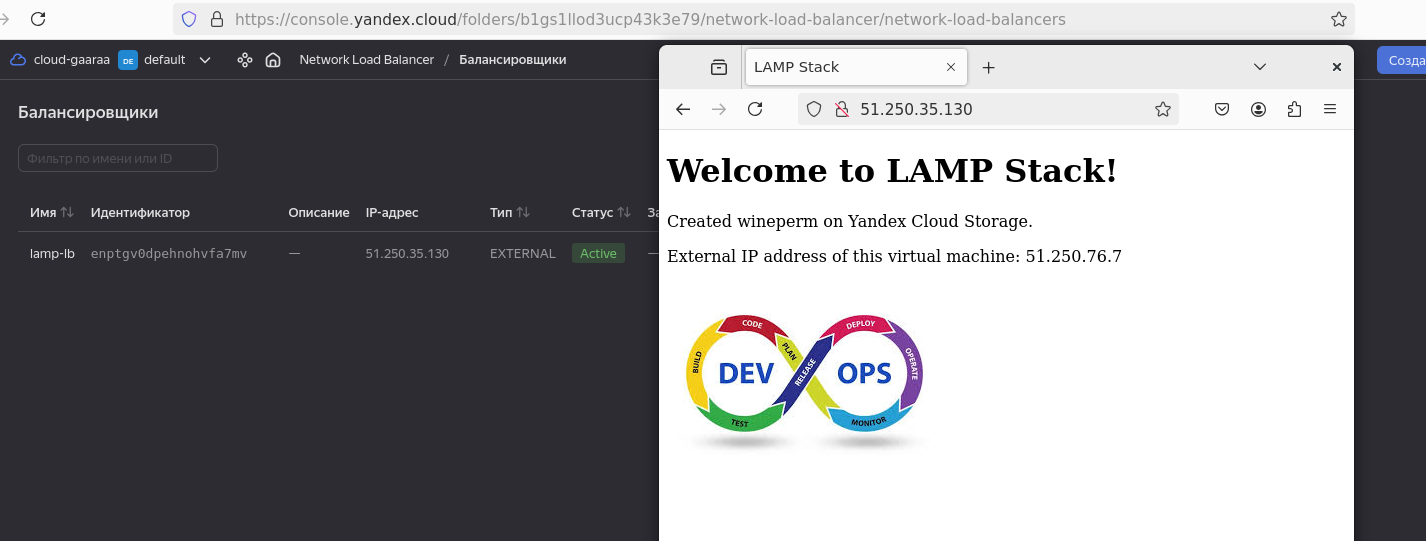 https://console.yandex.cloud/folders/b1gs1llod3ucp43k3e79/network-load-balancer/network-load-balancers
cloud-gaaraa DE default Network Load Balancer / Балансировщики
Созда
LAMP Stack
51.250.35.130
Балансировщики
Фильтр по имени или ID
Имя Идентификатор Описание IP-адрес Тип Статус За
lamp-lb enptgv0dpehnohvfa7mv — 51.250.35.130 EXTERNAL Active —
Welcome to LAMP Stack!
Created wineperm on Yandex Cloud Storage.
External IP address of this virtual machine: 51.250.76.7
CODE
DEPLOY
BUILD
PLAN
OPERATE
DEV
RELEASE
OPS
TEST
MONITOR